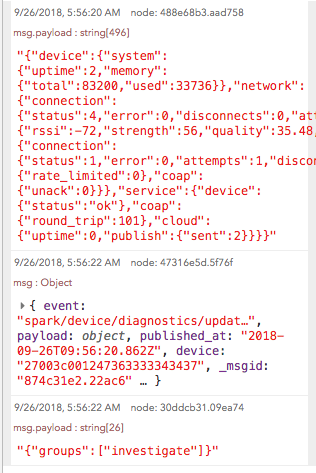 9/26/2018, 5:56:20 AM node: 488e68b3.aad758
msg.payload : string[496]
"{"device":{"system":
{"uptime":2,"memory":
{"total":83200,"used":33736}},"network":
{"connection":
{"status":4,"error":0,"disconnects":0,"att
{"rssi":-72,"strength":56,"quality":35.48,
{"connection":
{"status":1,"error":0,"attempts":1,"discon
{"rate_limited":0},"coap":
{"unack":0}}},"service":{"device":
{"status":"ok"},"coap":
{"round_trip":101},"cloud":
{"uptime":0,"publish":{"sent":2}}}}"
9/26/2018, 5:56:22 AM node: 47316e5d.5f76f
msg : Object
{ event:
"spark/device/diagnostics/updat…",
payload: object, published_at: "2018-
09-26T09:56:20.862Z", device:
"27003c001247363333343437", _msgid:
"874c31e2.22ac6" … }
9/26/2018, 5:56:22 AM node: 30ddcb31.09ea74
msg.payload : string[26]
"{"groups":["investigate"]}"